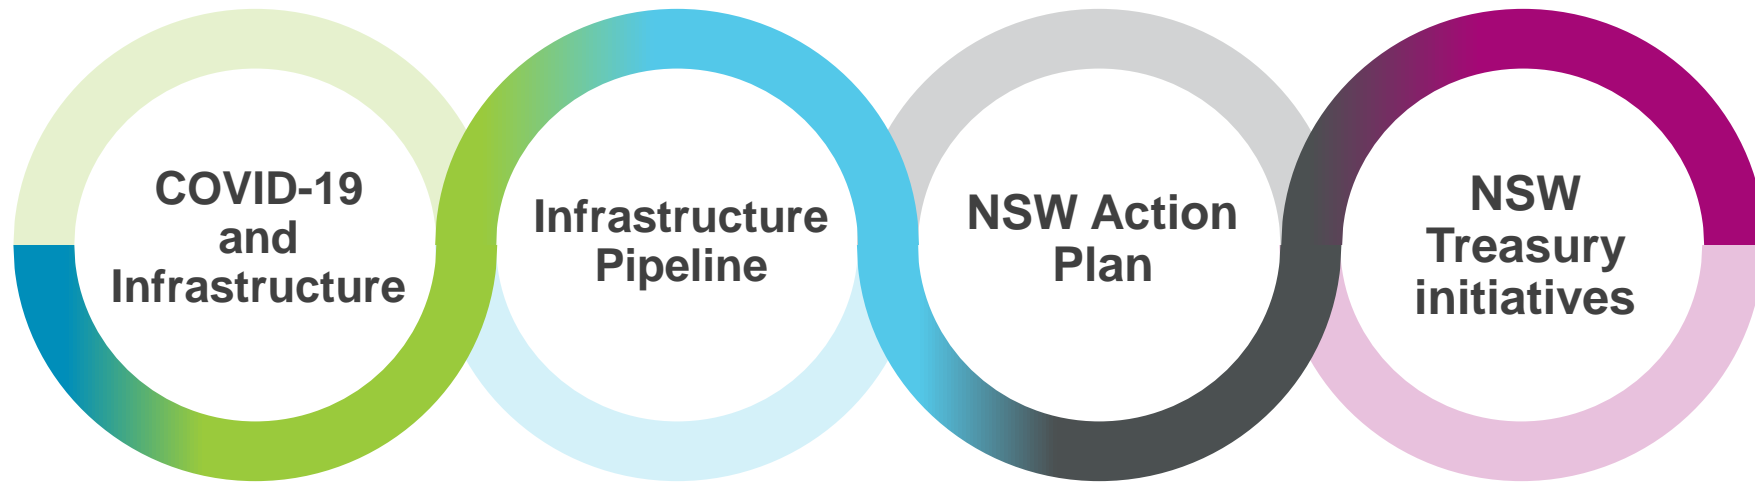 COVID-19
and
Infrastructure
Infrastructure
Pipeline
NSW Action
Plan
NSW
Treasury
initiatives